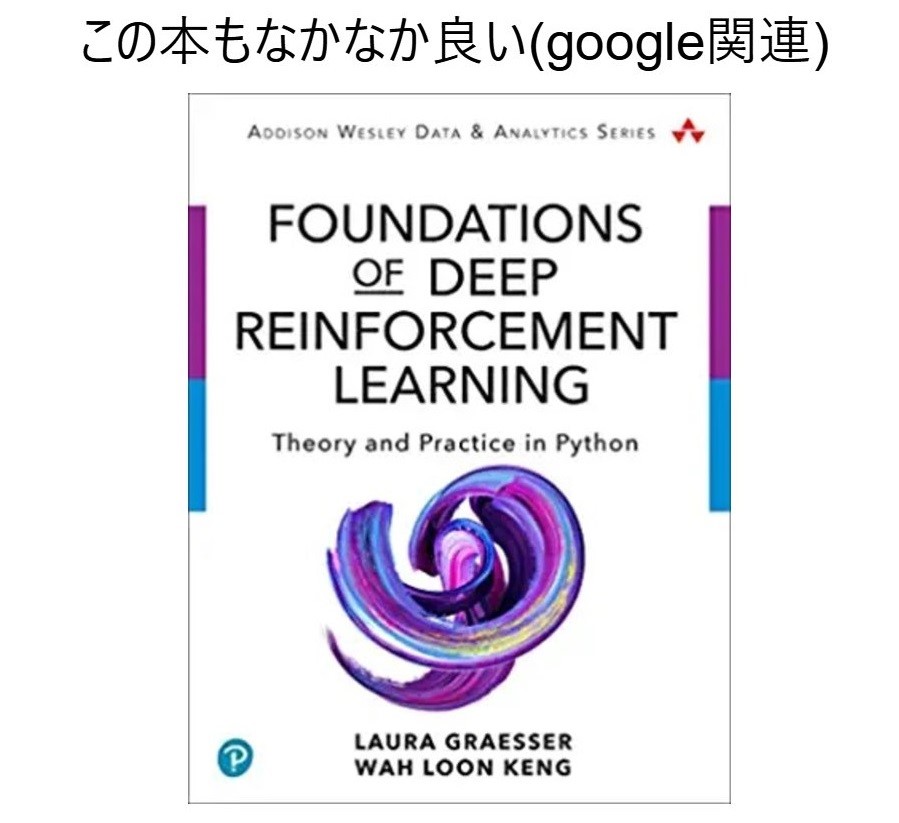 この本もなかなか良い(google関連)
ADDISON WESLEY DATA & ANALYTICS SERIES
FOUNDATIONS
OF DEEP
REINFORCEMENT
LEARNING
Theory and Practice in Python
LAURA GRAESSER
WAH LOON KENG
P